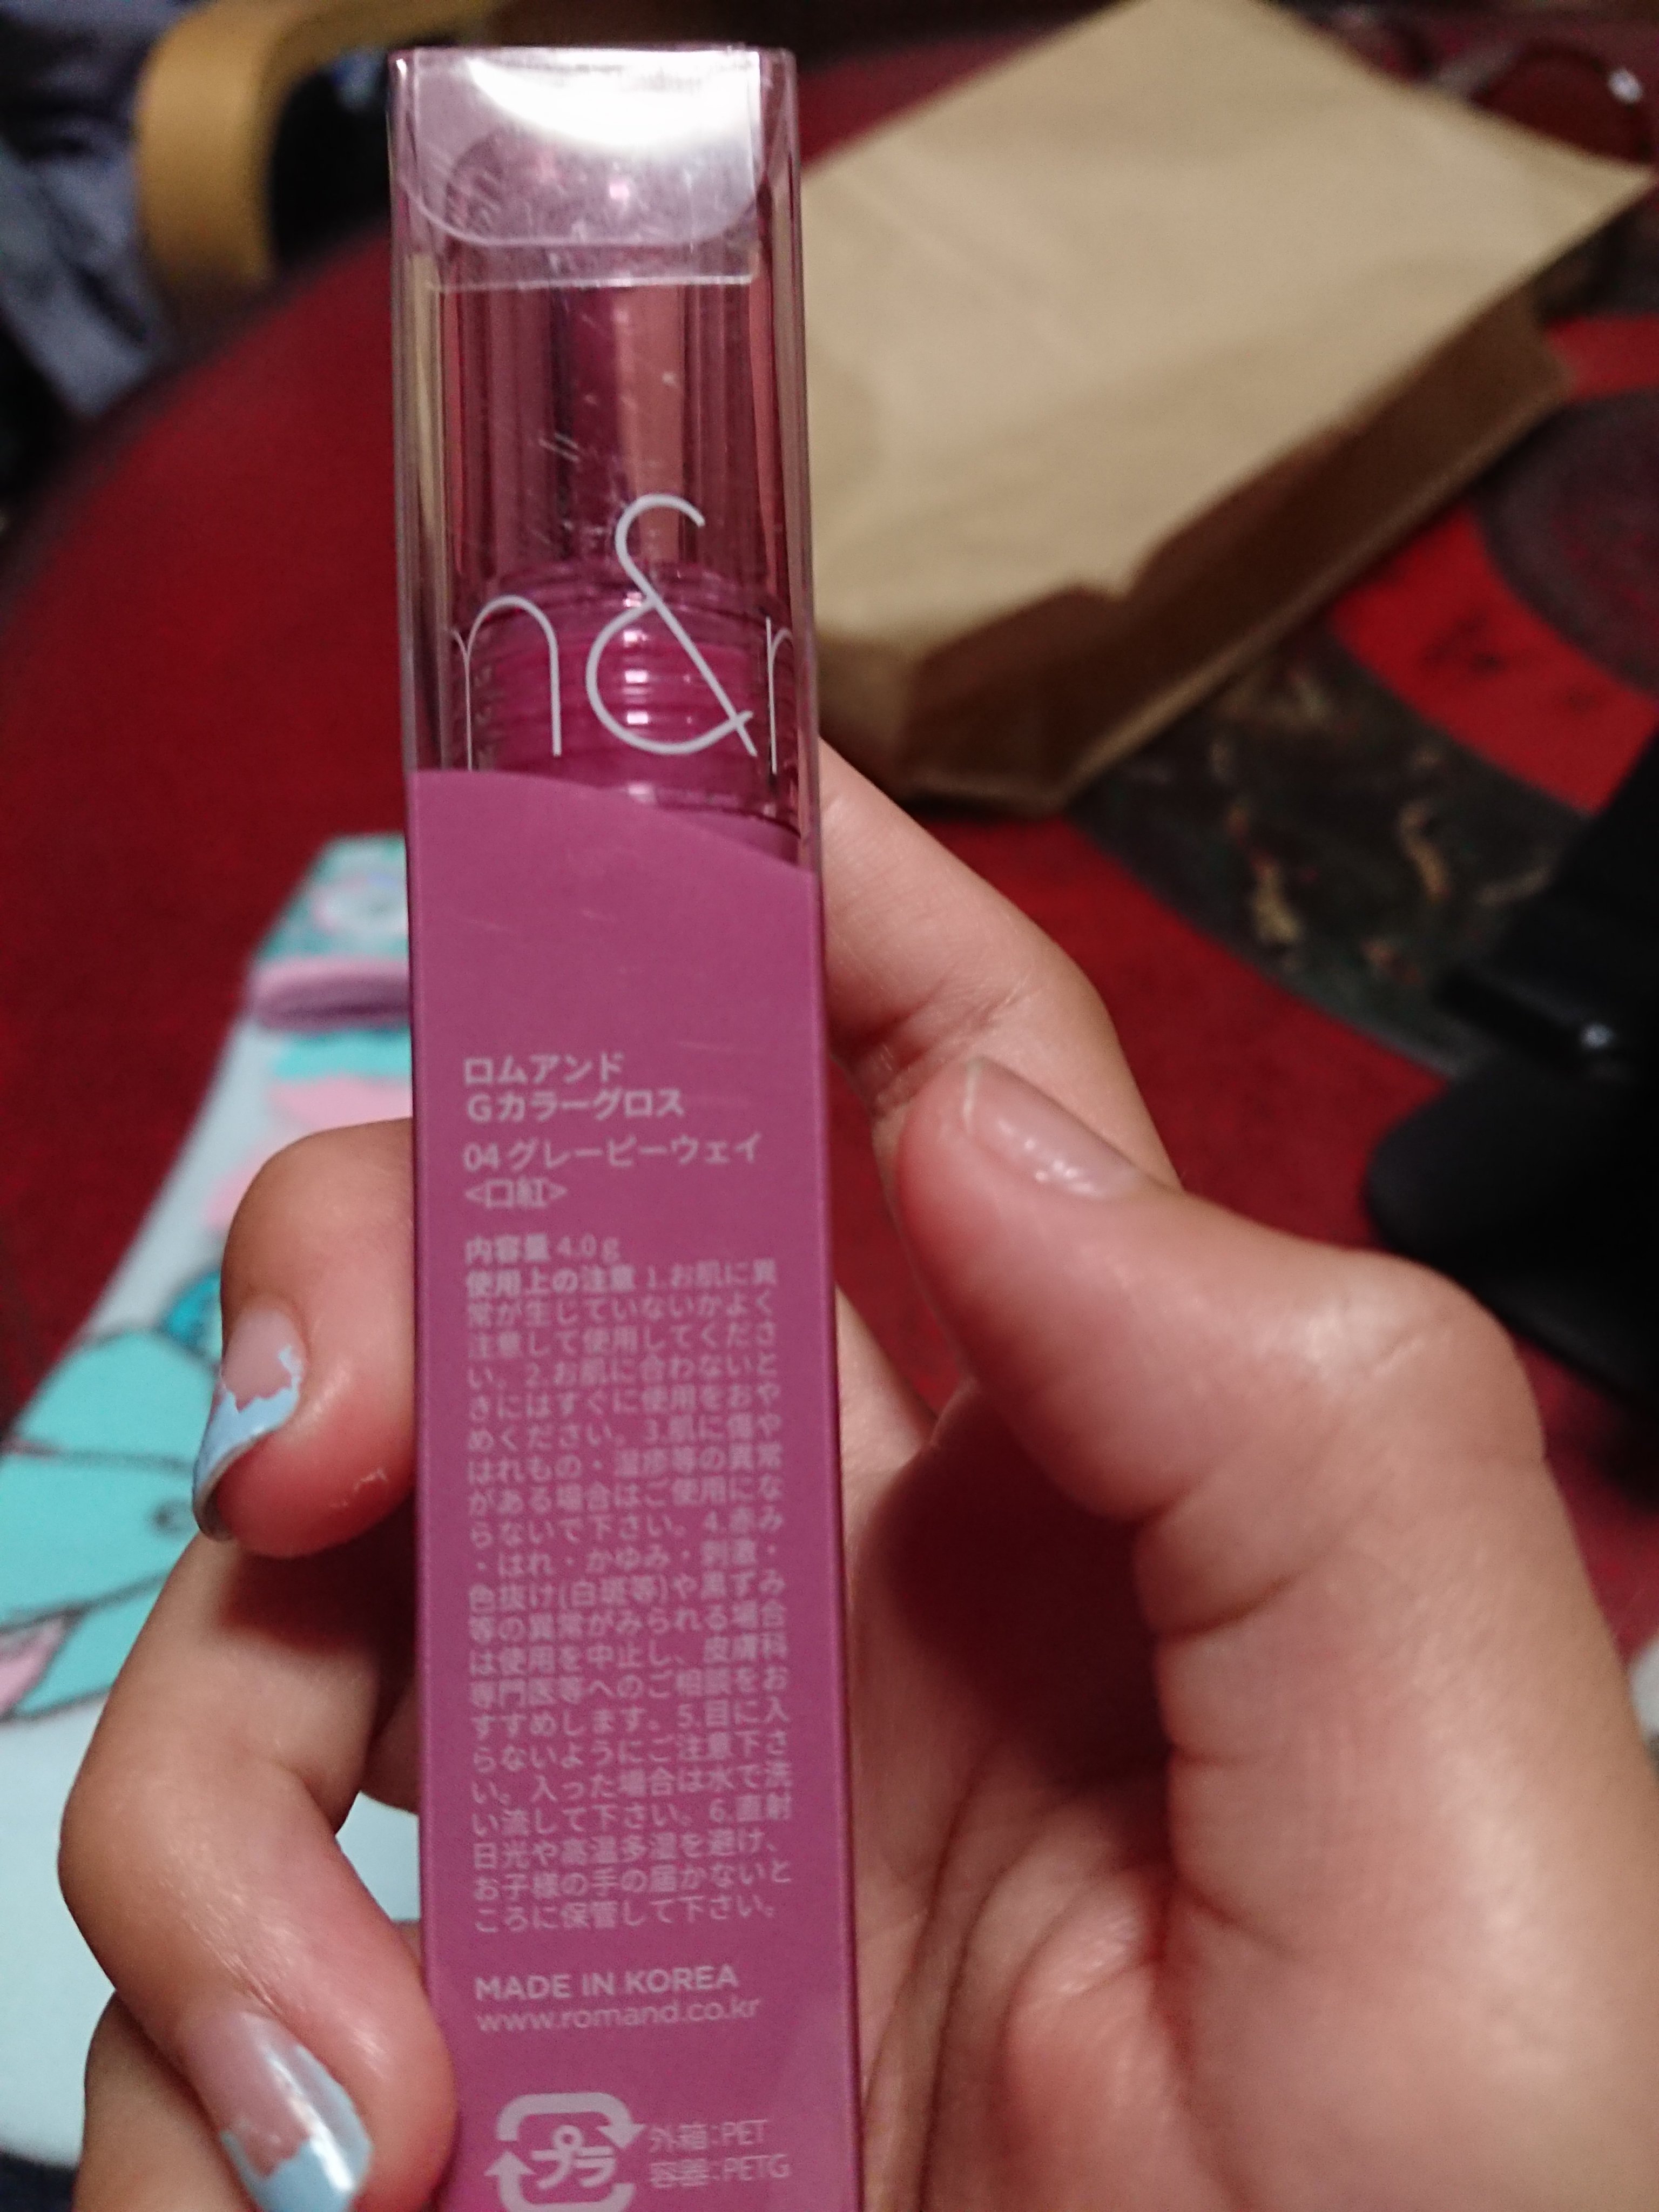 n&r
ロムアンド
Gカラーグロス
04 グレーピーウェイ
<口紅>
内容量 4.0g
使用上の注意 1.お肌に異
常が生じていないかよく
注意して使用してくださ
い。2.お肌に合わないと
きにはすぐに使用をおや
めください。3.肌に傷や
はれもの・湿疹等の異常
がある場合はご使用にな
らないで下さい。4.赤み
・はれ・かゆみ・刺激・
色抜け(白斑等)や黒ずみ
等の異常がみられる場合
は使用を中止し、皮膚科
専門医等へのご相談をお
すすめします。5.目に入
らないようにご注意下さ
い。入った場合は水で洗
い流して下さい。6.直射
日光や高温多湿を避け、
お子様の手の届かないと
ころに保管して下さい。
MADE IN KOREA
www.romand.co.kr
プラ
外箱:PET
容器:PETG